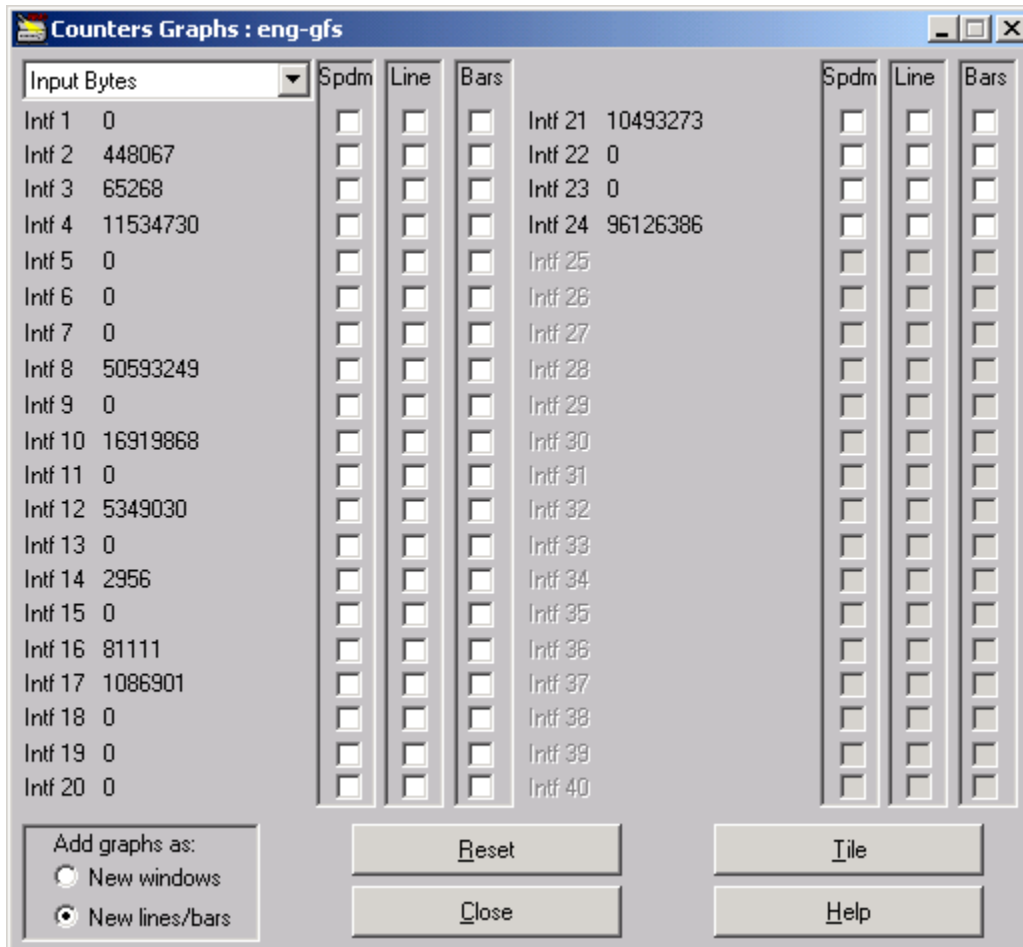 Counters Graphs : eng-gfs
Input Bytes Spdm Line Bars Spdm Line Bars
Intf 1 0 Intf 21 10493273
Intf 2 448067 Intf 22 0
Intf 3 65268 Intf 23 0
Intf 4 11534730 Intf 24 96126386
Intf 5 0 Intf 25
Intf 6 0 Intf 26
Intf 7 0 Intf 27
Intf 8 50593249 Intf 28
Intf 9 0 Intf 29
Intf 10 16919868 Intf 30
Intf 11 0 Intf 31
Intf 12 5349030 Intf 32
Intf 13 0 Intf 33
Intf 14 2956 Intf 34
Intf 15 0 Intf 35
Intf 16 81111 Intf 36
Intf 17 1086901 Intf 37
Intf 18 0 Intf 38
Intf 19 0 Intf 39
Intf 20 0 Intf 40
Add graphs as:
New windows
New lines/bars
Reset
Tile
Close
Help